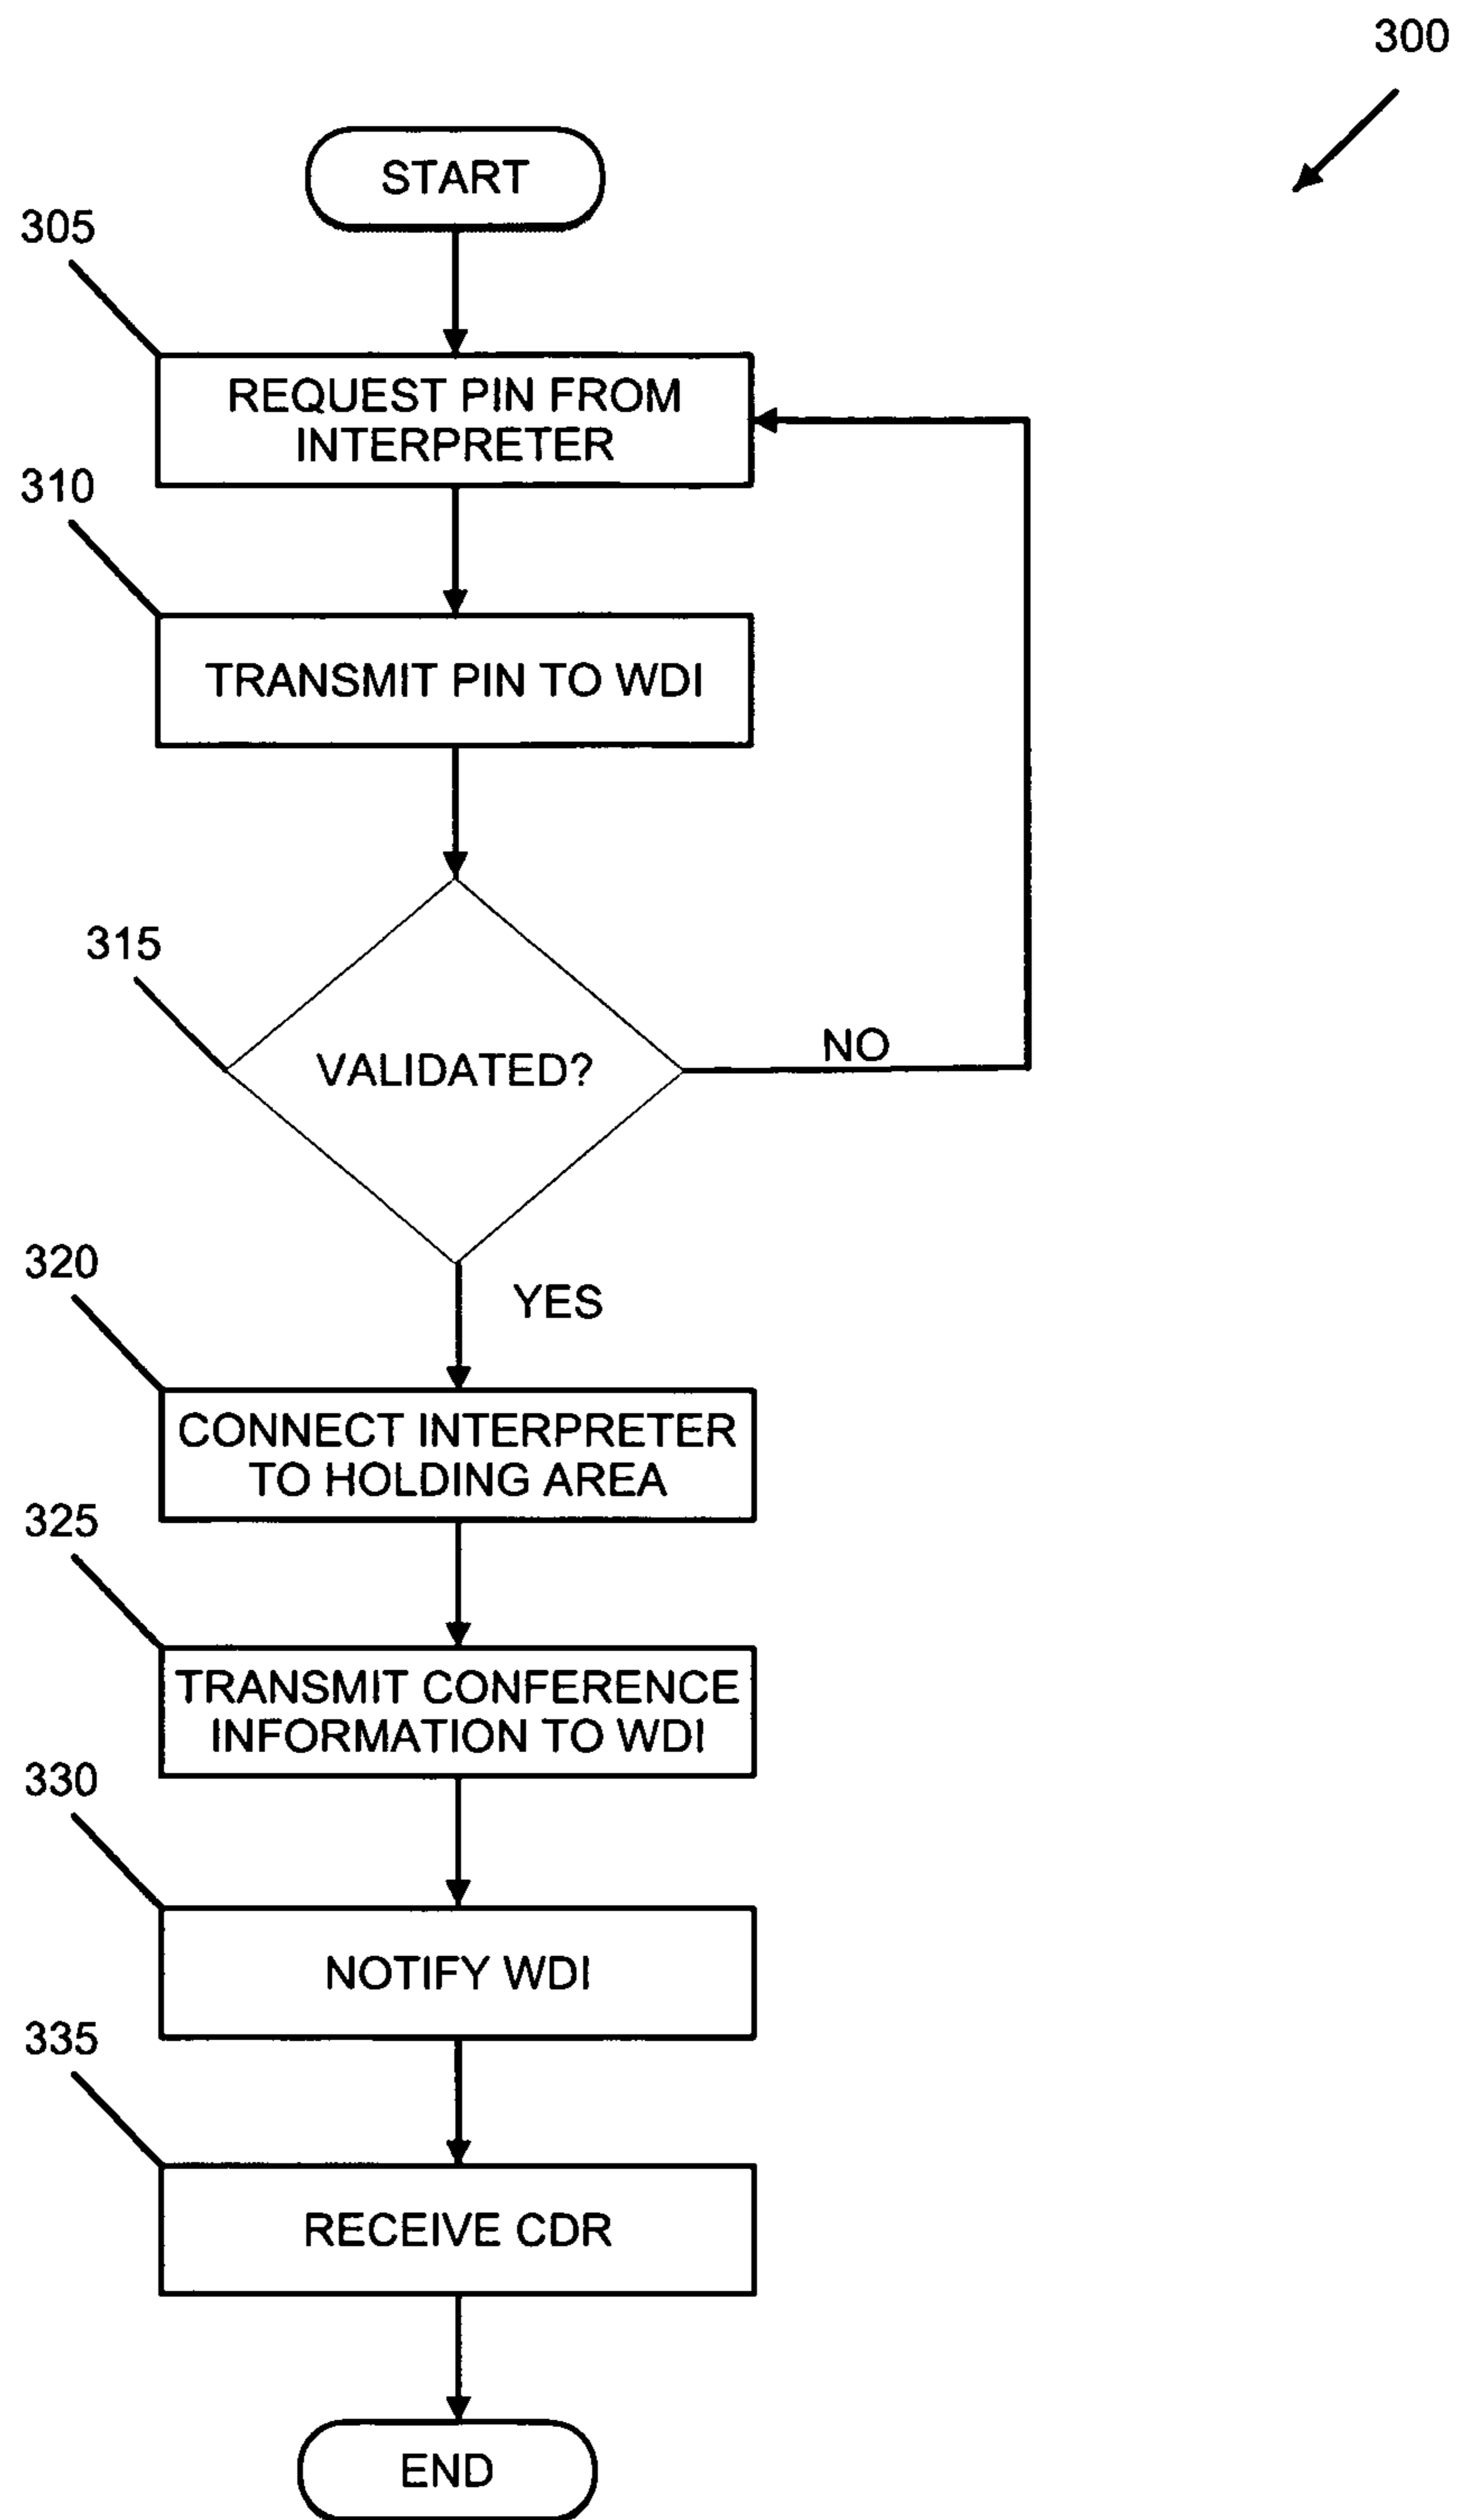 300
START
305
REQUEST PIN FROM
INTERPRETER
310
TRANSMIT PIN TO WDI
315
VALIDATED?
NO
320
YES
CONNECT INTERPRETER
TO HOLDING AREA
325
TRANSMIT CONFERENCE
INFORMATION TO WDI
330
NOTIFY WDI
335
RECEIVE CDR
END